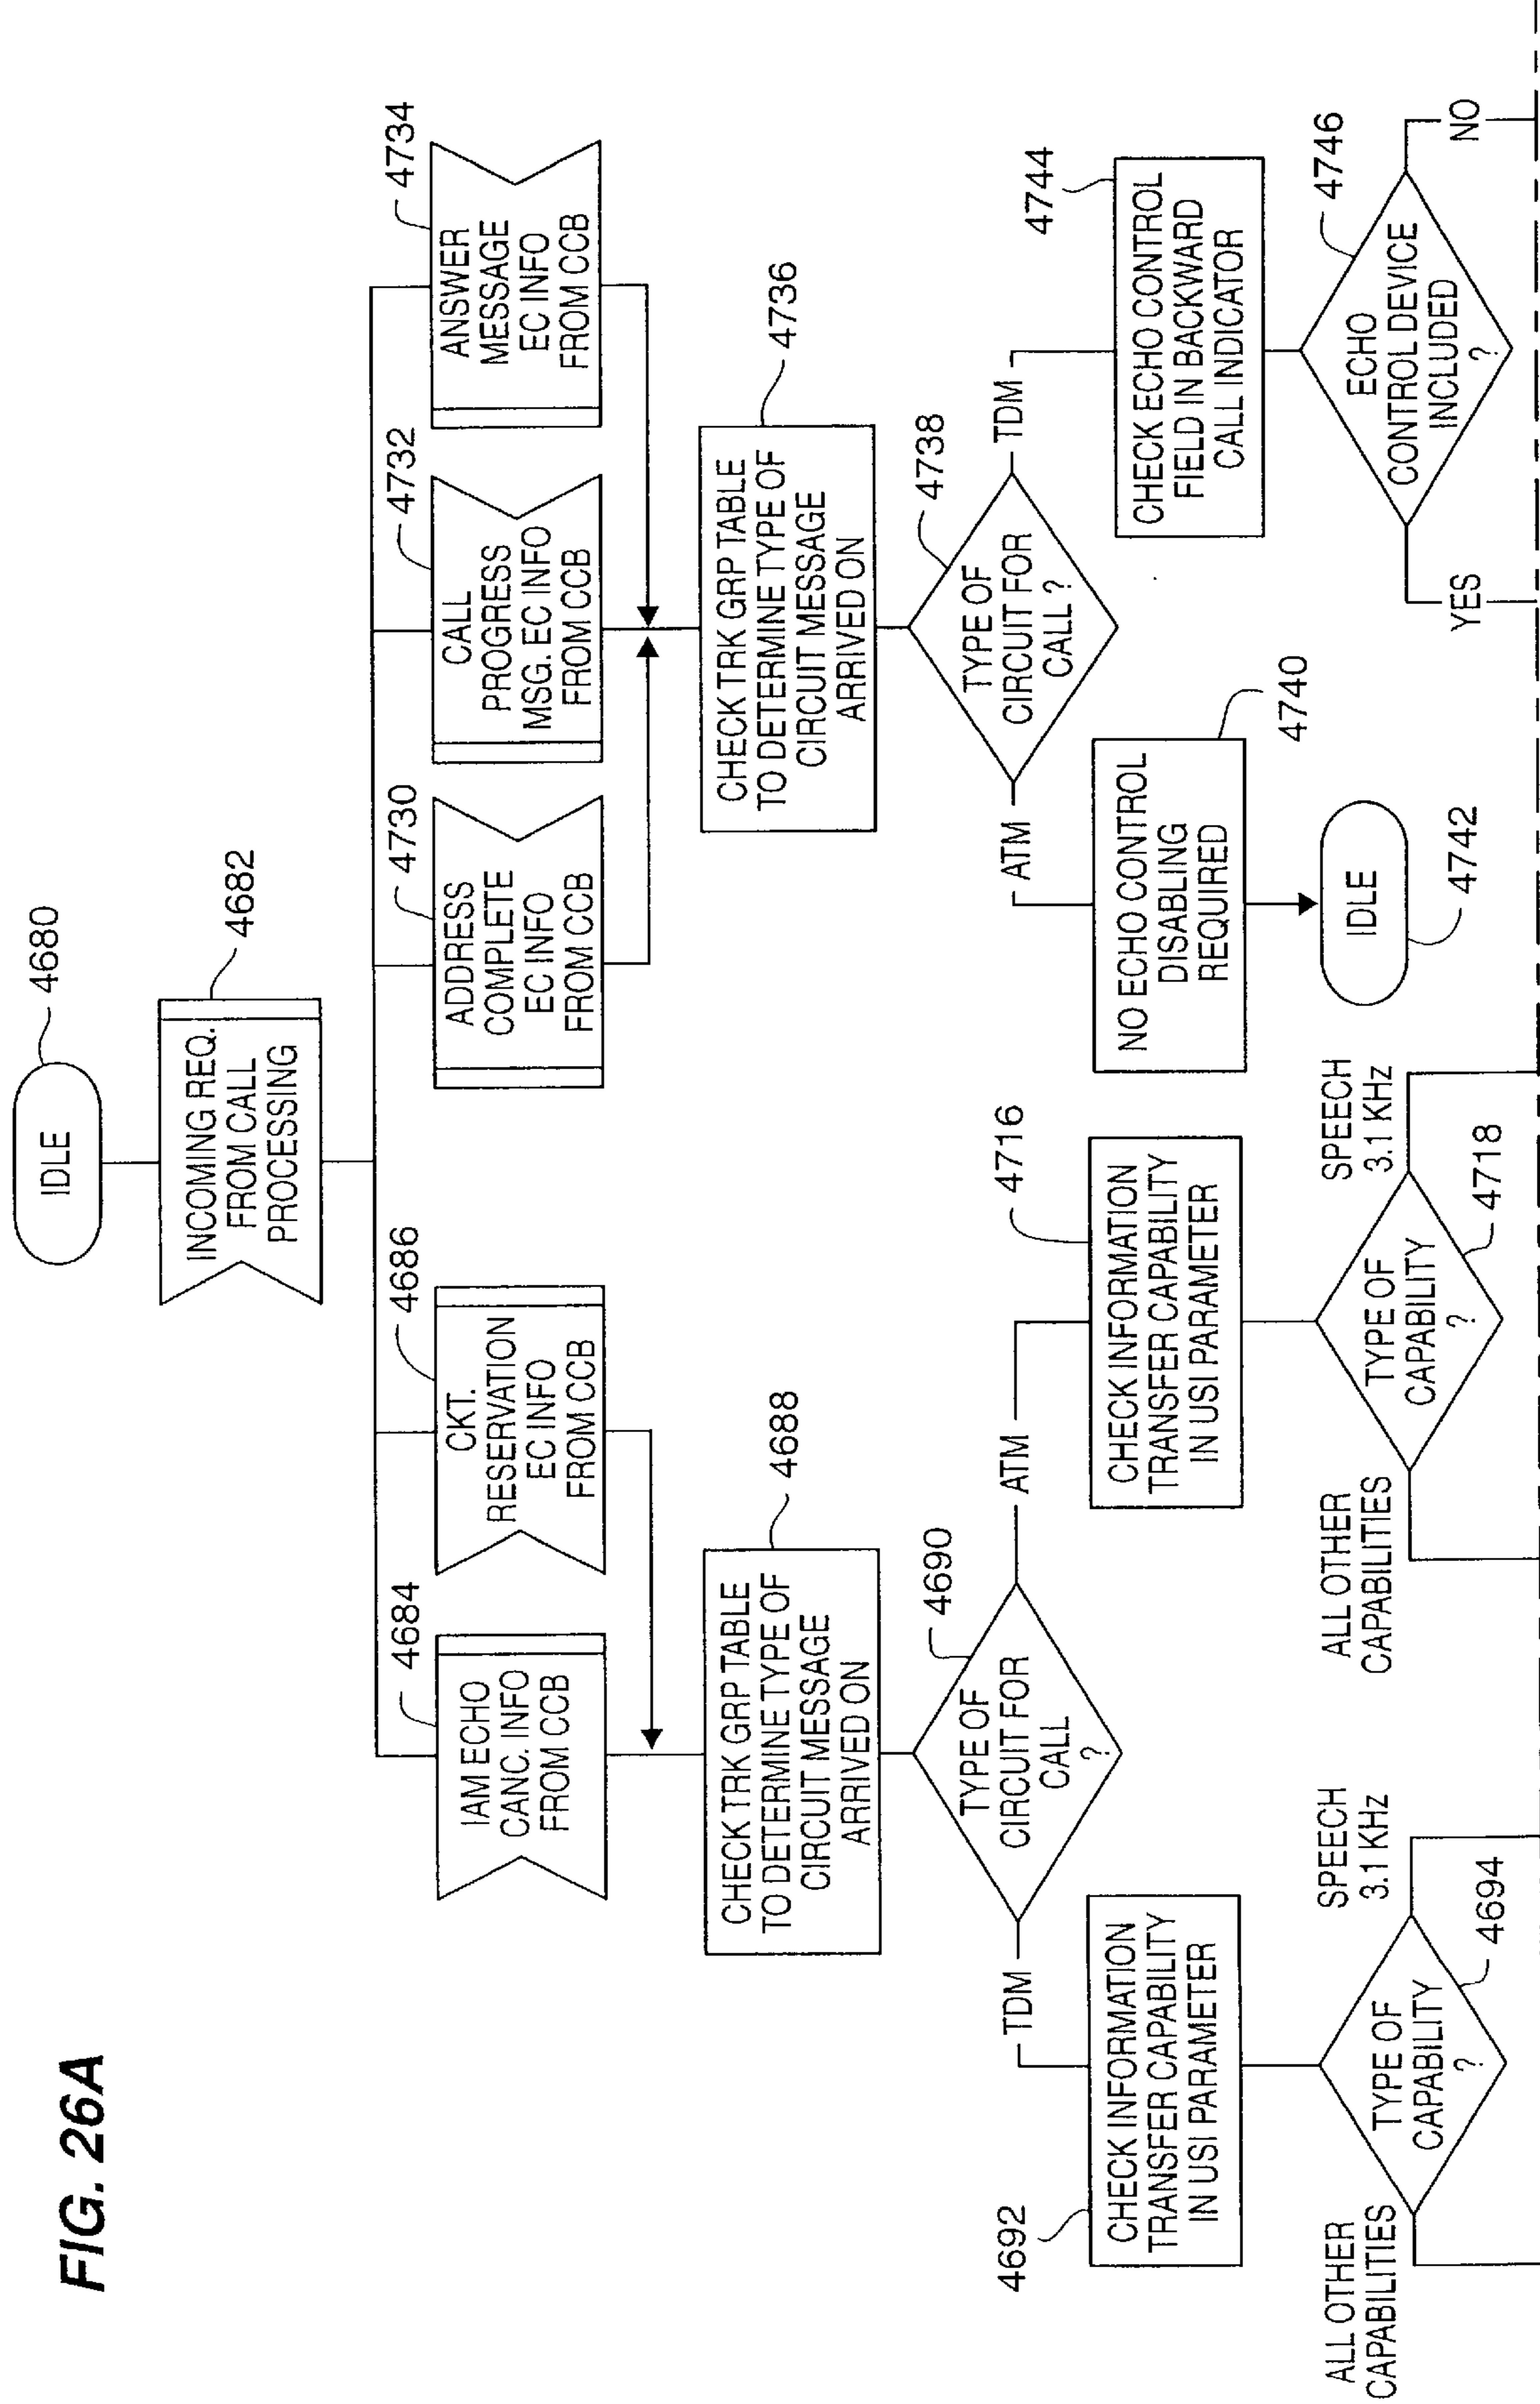 FIG. 26A
IDLE
4680
INCOMING REQ.
FROM CALL
PROCESSING
4682
IAM ECHO
CANC. INFO
FROM CCB
4684
CKT.
RESERVATION
EC INFO
FROM CCB
4686
ADDRESS
COMPLETE
EC INFO
FROM CCB
4730
CALL
PROGRESS
MSG. EC INFO
FROM CCB
4732
ANSWER
MESSAGE
EC INFO
FROM CCB
4734
CHECK TRK GRP TABLE
TO DETERMINE TYPE OF
CIRCUIT MESSAGE
ARRIVED ON
4688
CHECK TRK GRP TABLE
TO DETERMINE TYPE OF
CIRCUIT MESSAGE
ARRIVED ON
4736
TYPE OF
CIRCUIT FOR
CALL
?
4690
TDM
ATM
TYPE OF
CIRCUIT FOR
CALL ?
4738
ATM
TDM
4692
CHECK INFORMATION
TRANSFER CAPABILITY
IN USI PARAMETER
CHECK INFORMATION
TRANSFER CAPABILITY
IN USI PARAMETER
4716
NO ECHO CONTROL
DISABLING
REQUIRED
4740
CHECK ECHO CONTROL
FIELD IN BACKWARD
CALL INDICATOR
4744
ALL OTHER
CAPABILITIES
TYPE OF
CAPABILITY
?
SPEECH
3.1 KHz
4694
ALL OTHER
CAPABILITIES
TYPE OF
CAPABILITY
?
SPEECH
3.1 KHz
4718
IDLE
4742
ECHO
CONTROL DEVICE
INCLUDED
?
4746
YES
NO